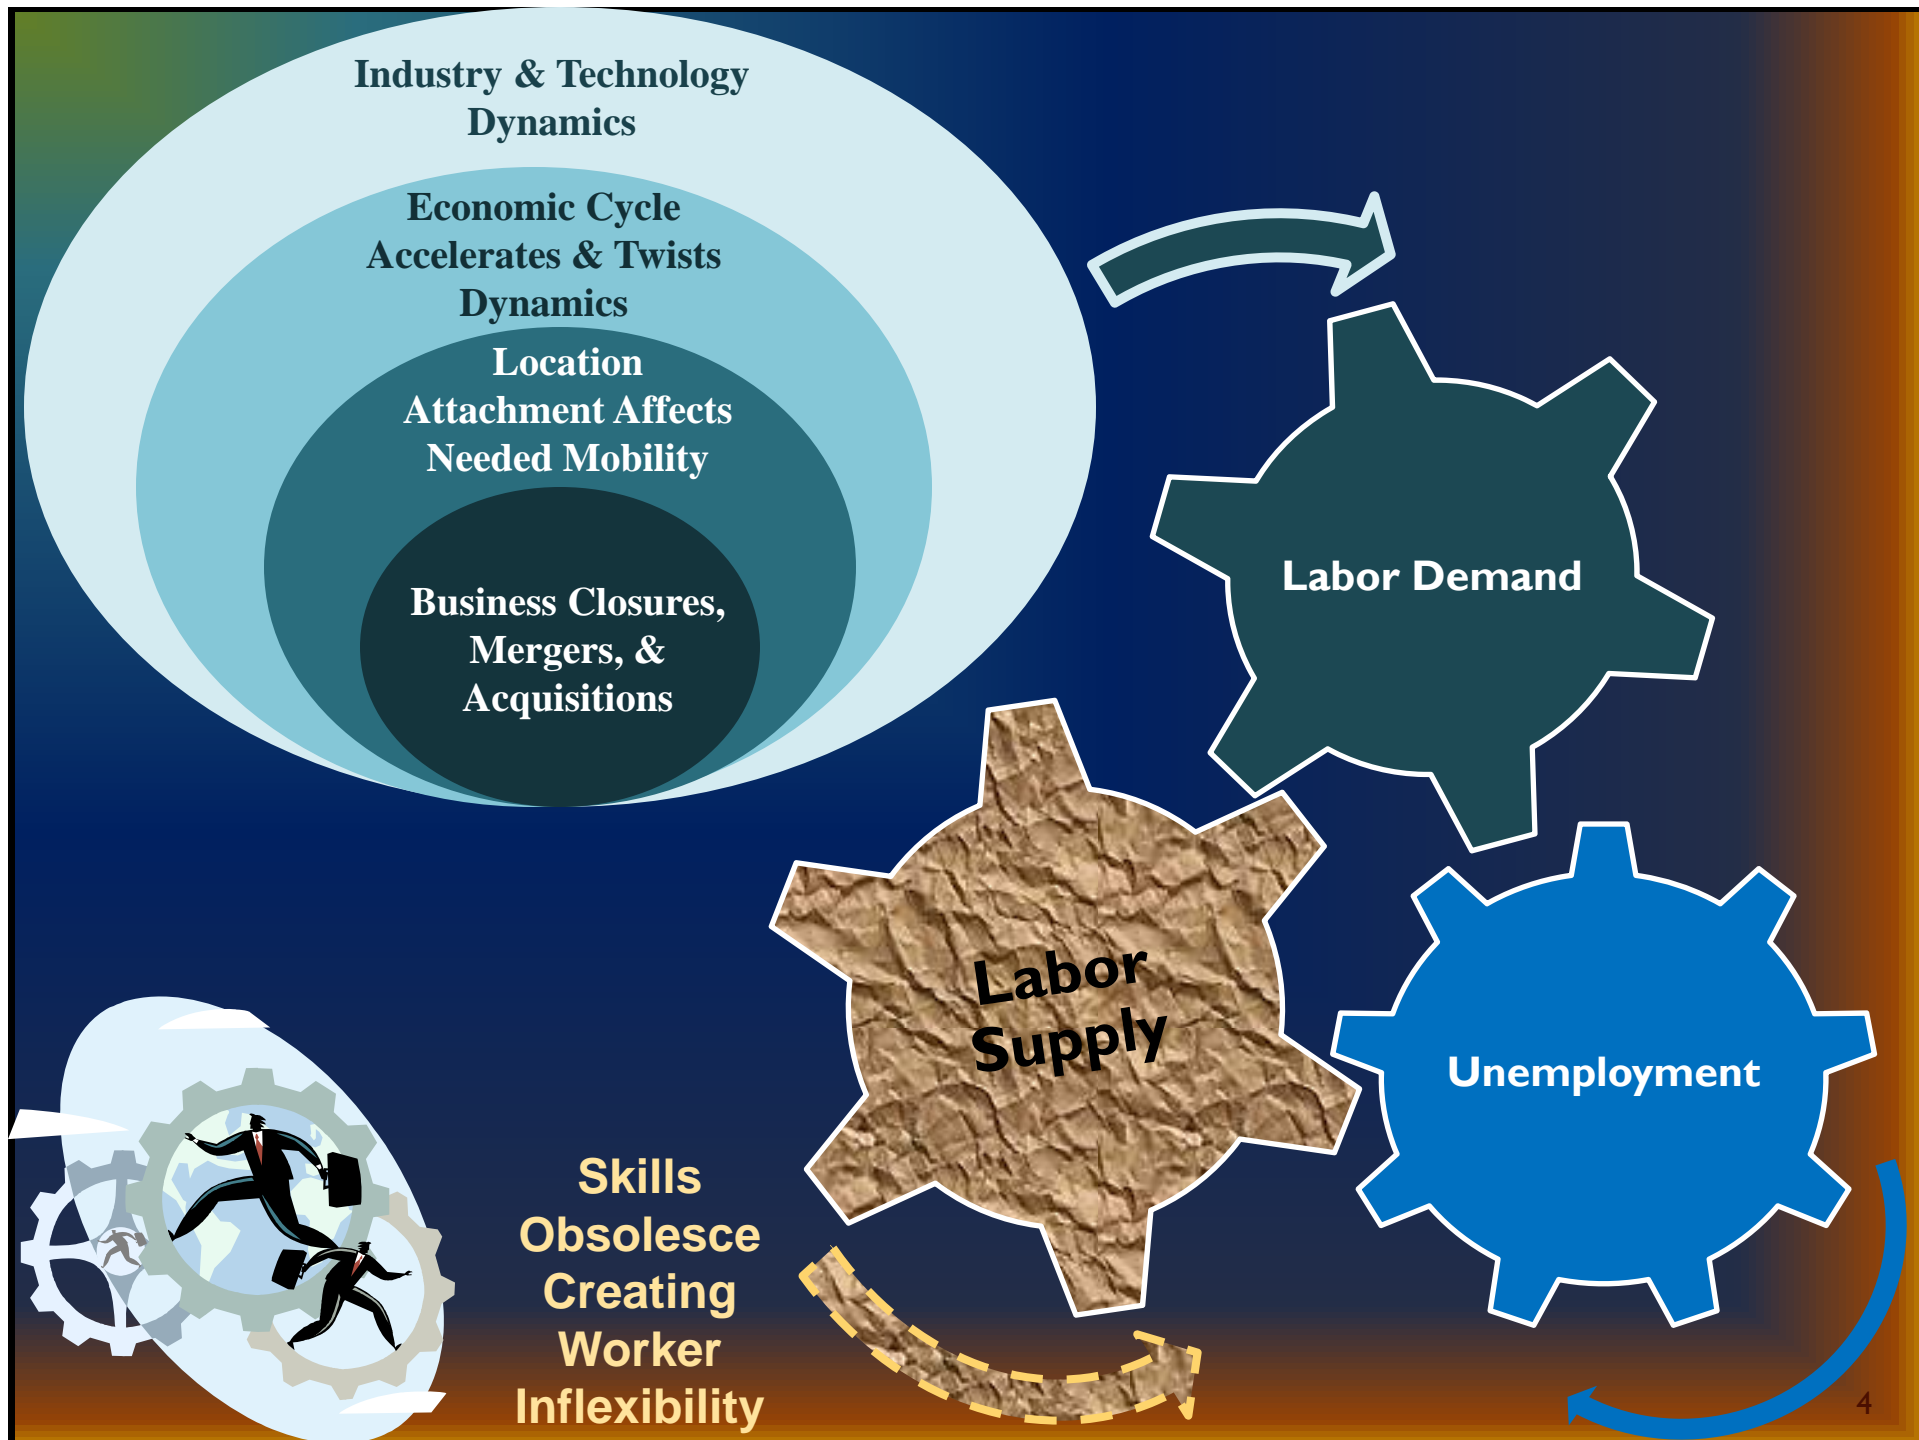 Industry & Technology
Dynamics
Economic Cycle
Accelerates & Twists
Dynamics
Location
Attachment Affects
Needed Mobility
Business Closures,
Mergers, &
Acquisitions
Labor Demand
Labor
Supply
Unemployment
Skills
Obsolesce
Creating
Worker
Inflexibility
4